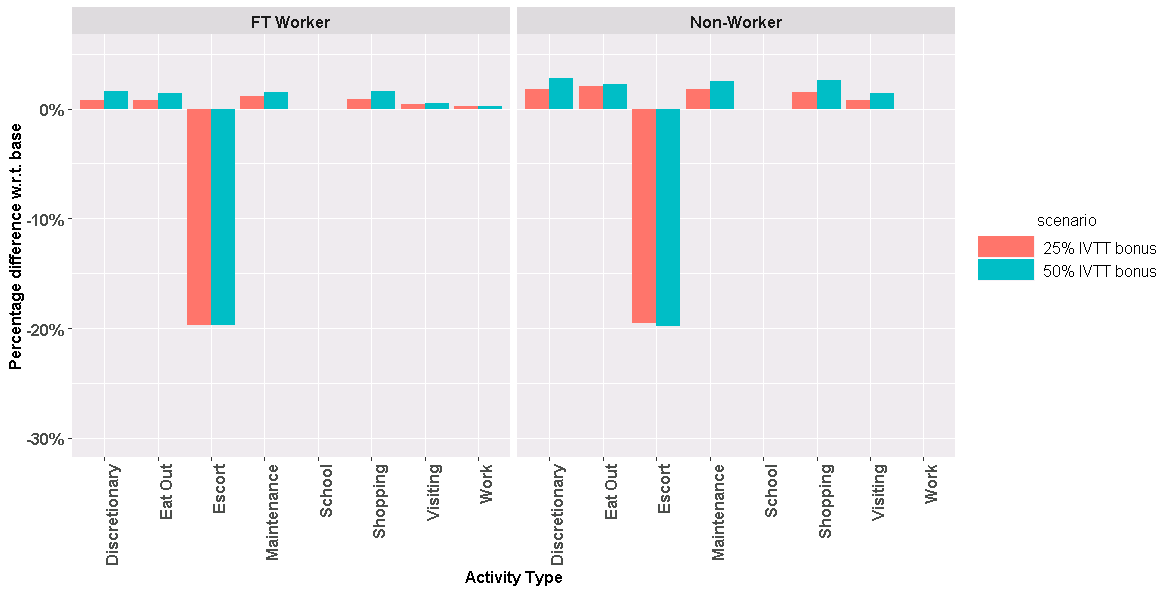 FT Worker
Non-Worker
Percentage difference w.r.t. base
0%
-10%
-20%
-30%
Discretionary
Eat Out
Escort
Maintenance
School
Shopping
Visiting
Work
Discretionary
Eat Out
Escort
Maintenance
School
Shopping
Visiting
Work
Activity Type
scenario
25% IVTT bonus
50% IVTT bonus